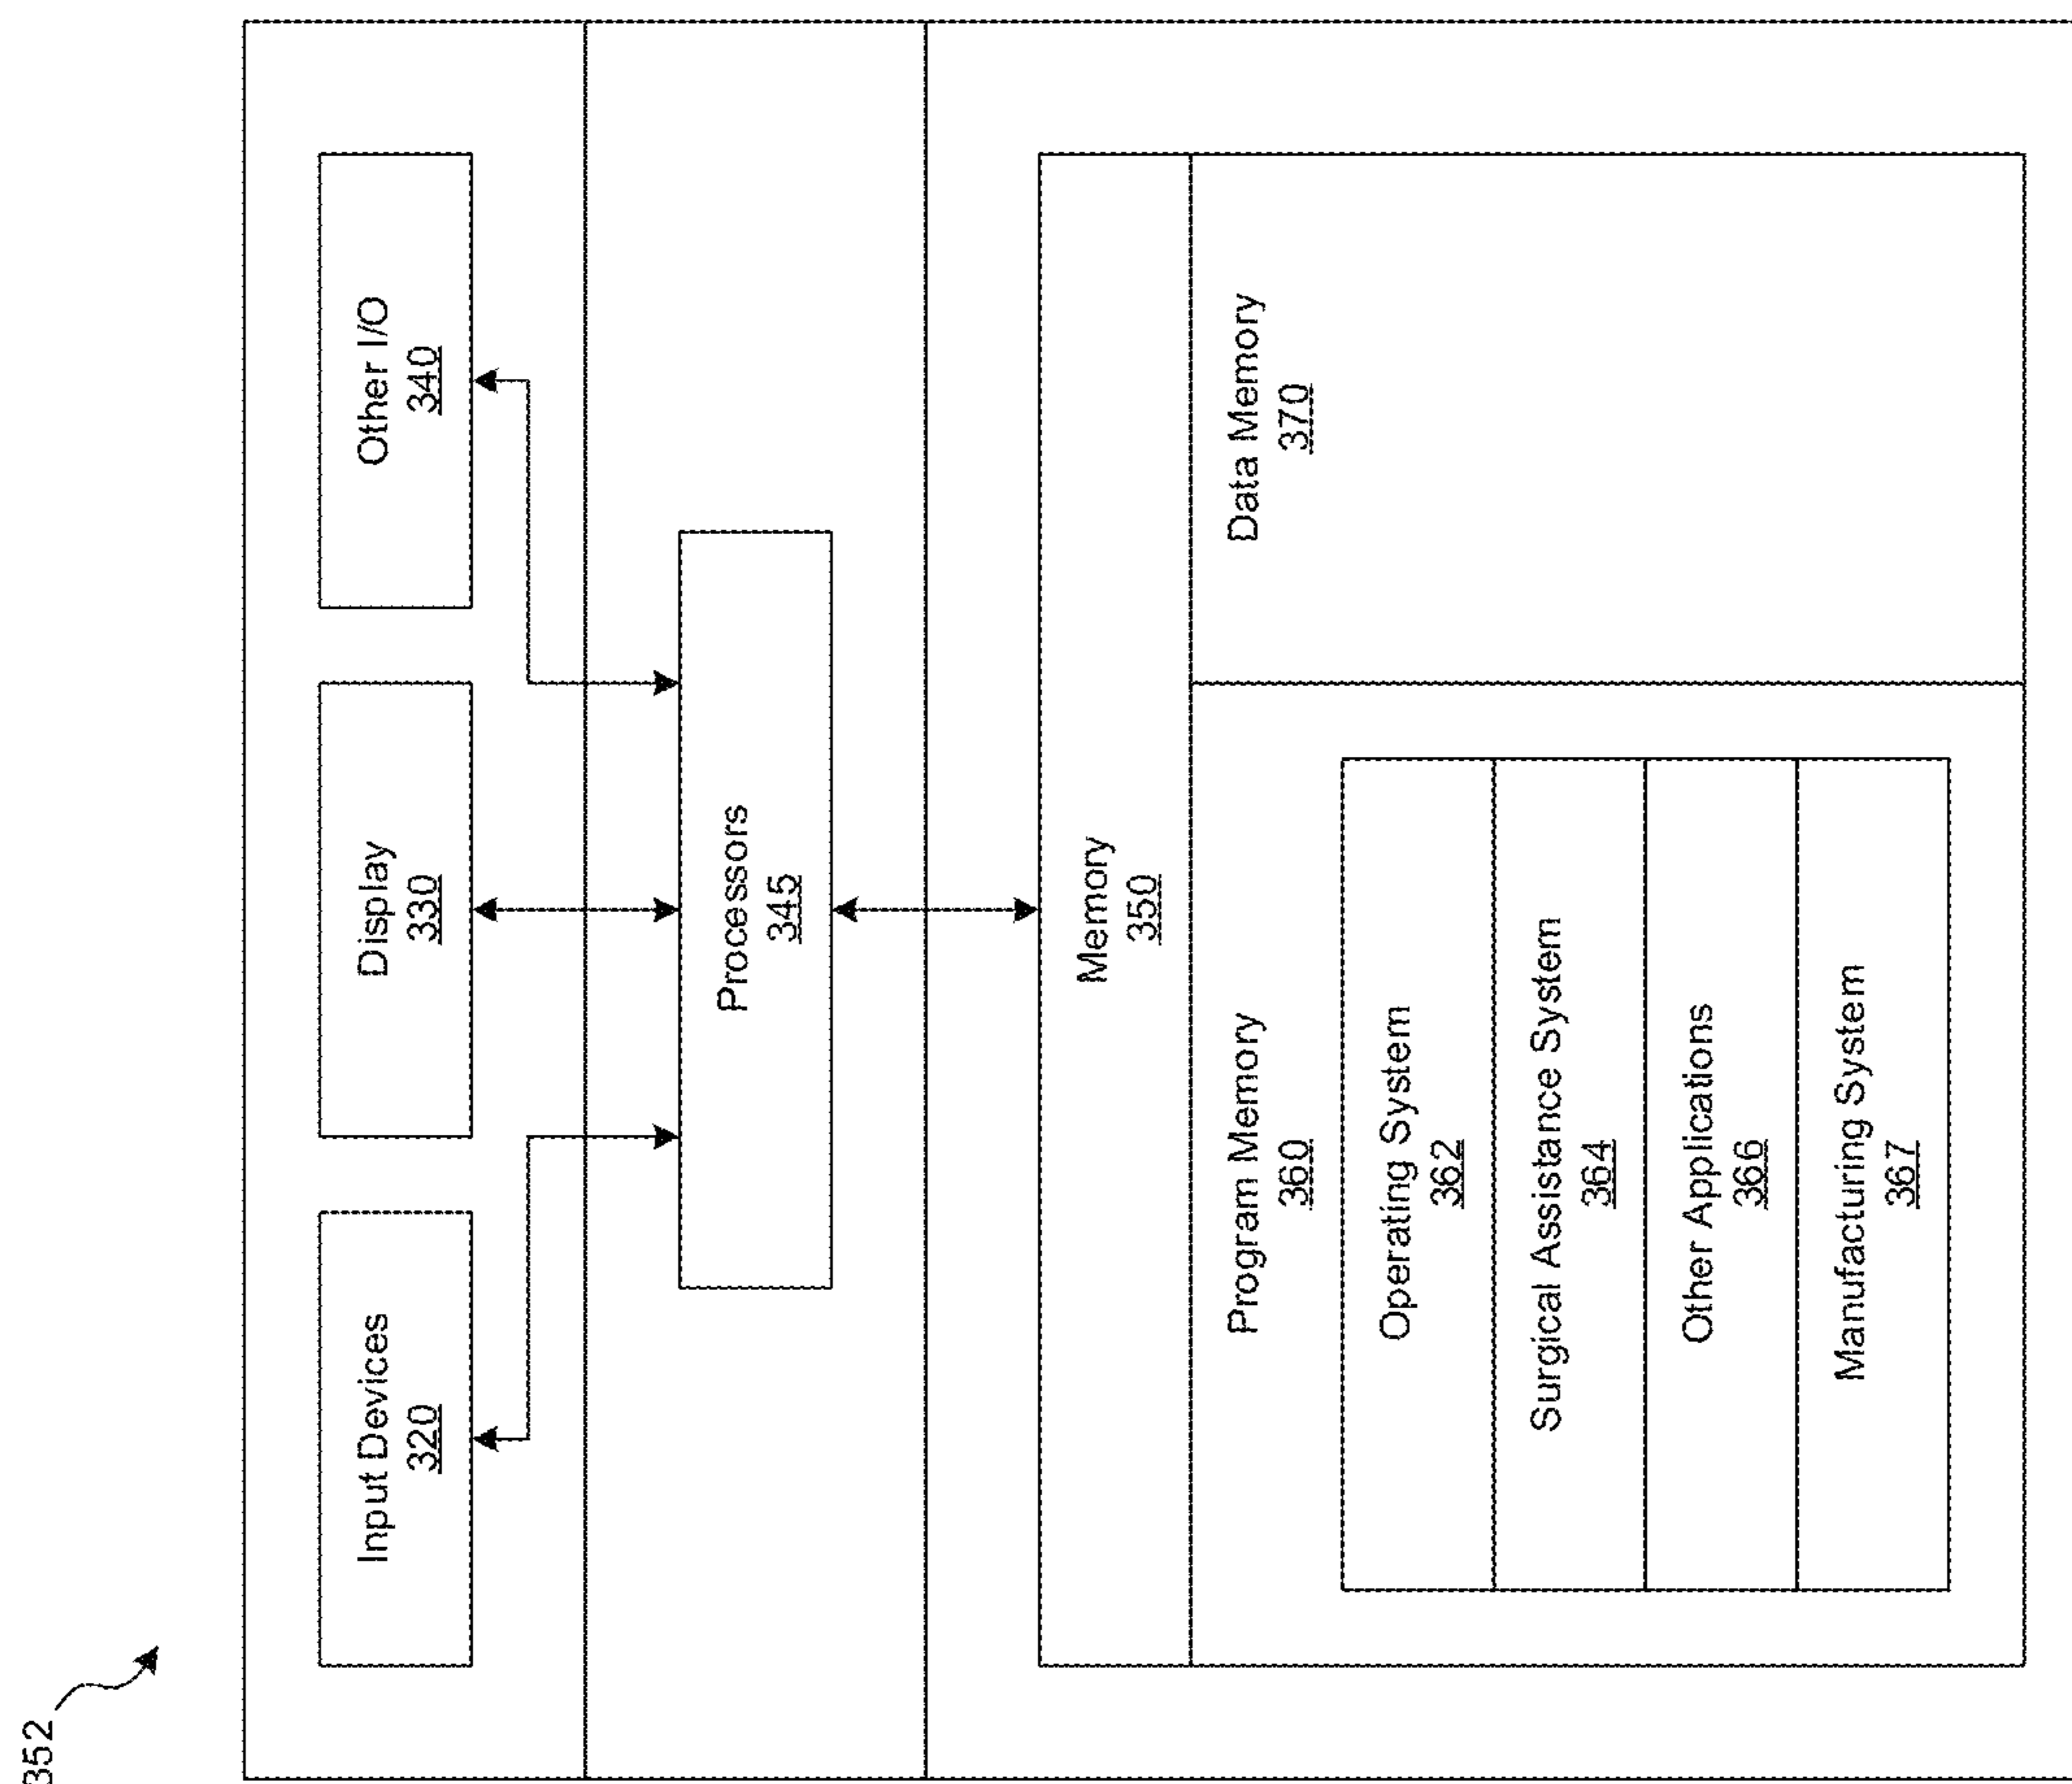 352
Input Devices
320
Display
330
Other I/O
340
Processors
345
Memory
350
Program Memory
360
Operating System
362
Surgical Assistance System
364
Other Applications
366
Manufacturing System
367
Data Memory
370